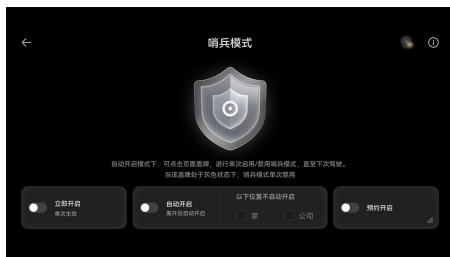 哨兵模式
自动开启模式下，可点击页面盾牌，进行单次启用/禁用哨兵模式，直至下次驾驶。
当该盾牌处于灰色状态下，哨兵模式单次禁用
立即开启
单次生效
自动开启
离开后自动开启
以下位置不自动开启
家
公司
预约开启